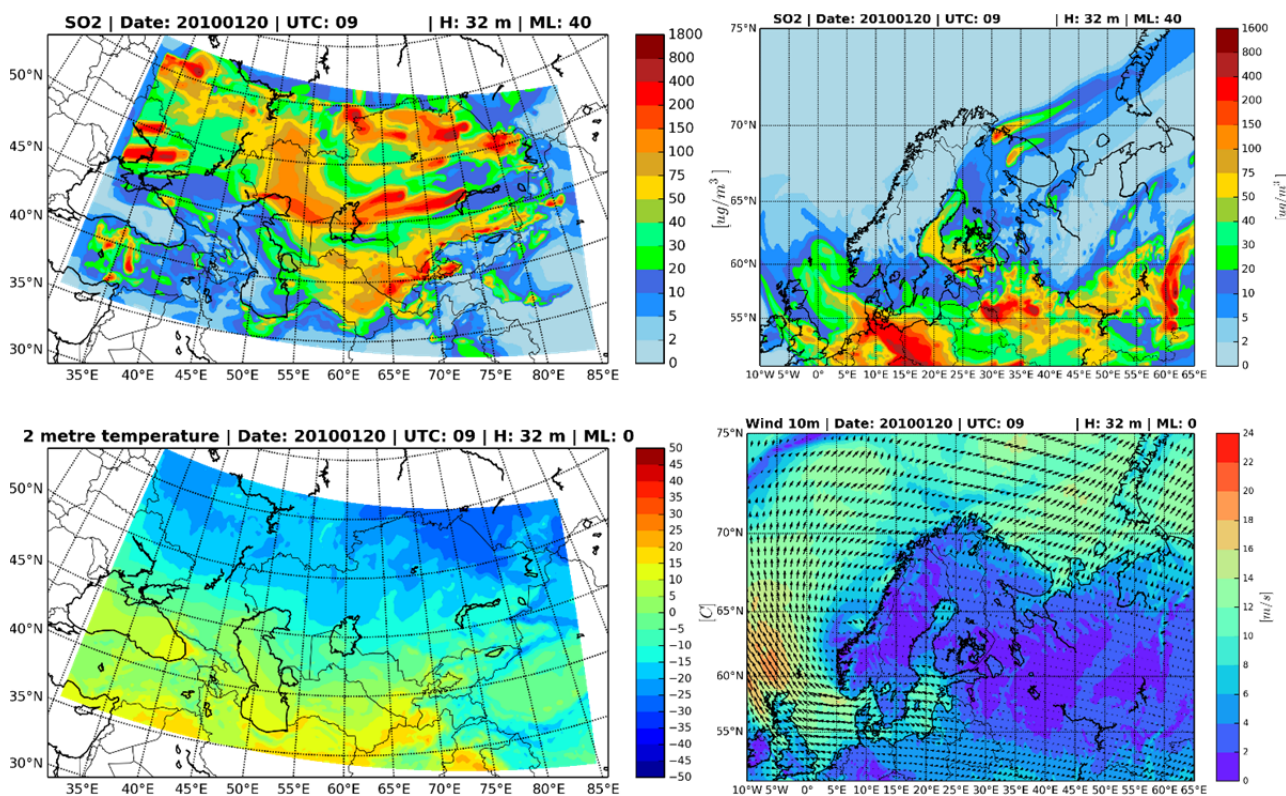 SO2 | Date: 20100120 | UTC: 09 | H: 32 m | ML: 40
50°N
45°N
40°N
35°N
30°N
35°E 40°E 45°E 50°E 55°E 60°E 65°E 70°E 75°E 80°E 85°E
1800
800
400
200
150
100
75
50
40
30
20
10
5
2
0
[ug/m³]
SO2 | Date: 20100120 | UTC: 09 | H: 32 m | ML: 40
75°N
70°N
65°N
60°N
55°N
10°W 5°W 0° 5°E 10°E 15°E 20°E 25°E 30°E 35°E 40°E 45°E 50°E 55°E 60°E 65°E
1600
800
400
200
150
100
75
50
40
30
20
10
5
2
0
[ug/m³]
2 metre temperature | Date: 20100120 | UTC: 09 | H: 32 m | ML: 0
50°N
45°N
40°N
35°N
30°N
35°E 40°E 45°E 50°E 55°E 60°E 65°E 70°E 75°E 80°E 85°E
50
45
40
35
30
25
20
15
10
5
0
−5
−10
−15
−20
−25
−30
−35
−40
−45
−50
[C]
Wind 10m | Date: 20100120 | UTC: 09 | H: 32 m | ML: 0
75°N
70°N
65°N
60°N
55°N
10°W 5°W 0° 5°E 10°E 15°E 20°E 25°E 30°E 35°E 40°E 45°E 50°E 55°E 60°E 65°E
24
22
20
18
16
14
12
10
8
6
4
2
0
[m/s]